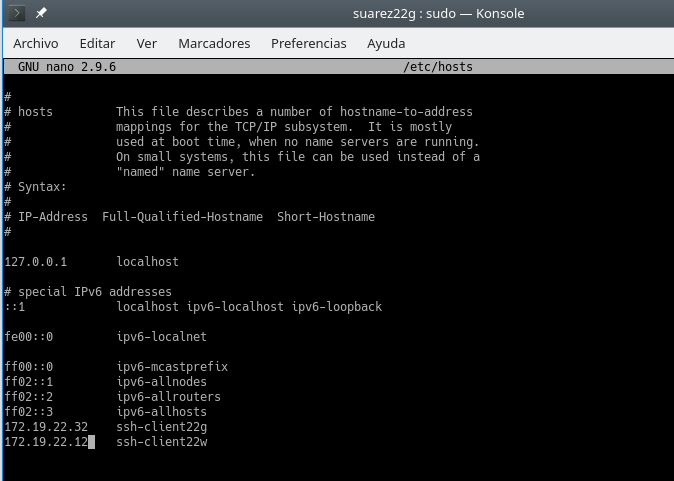 suarez22g : sudo — Konsole
Archivo Editar Ver Marcadores Preferencias Ayuda
GNU nano 2.9.6 /etc/hosts
#
# hosts This file describes a number of hostname-to-address
# mappings for the TCP/IP subsystem. It is mostly
# used at boot time, when no name servers are running.
# On small systems, this file can be used instead of a
# "named" name server.
# Syntax:
#
# IP-Address Full-Qualified-Hostname Short-Hostname
#
127.0.0.1 localhost
# special IPv6 addresses
::1 localhost ipv6-localhost ipv6-loopback
fe00::0 ipv6-localnet
ff00::0 ipv6-mcastprefix
ff02::1 ipv6-allnodes
ff02::2 ipv6-allrouters
ff02::3 ipv6-allhosts
172.19.22.32 ssh-client22g
172.19.22.12 ssh-client22w